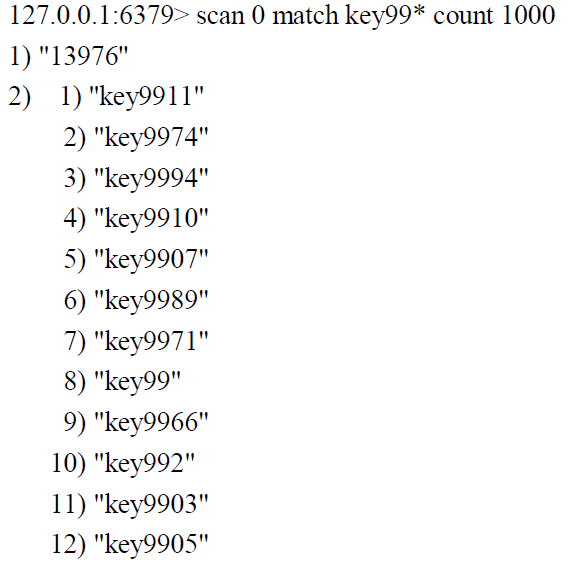 127.0.0.1:6379> scan 0 match key99* count 1000
1) "13976"
2) 1) "key9911"
2) "key9974"
3) "key9994"
4) "key9910"
5) "key9907"
6) "key9989"
7) "key9971"
8) "key99"
9) "key9966"
10) "key992"
11) "key9903"
12) "key9905"